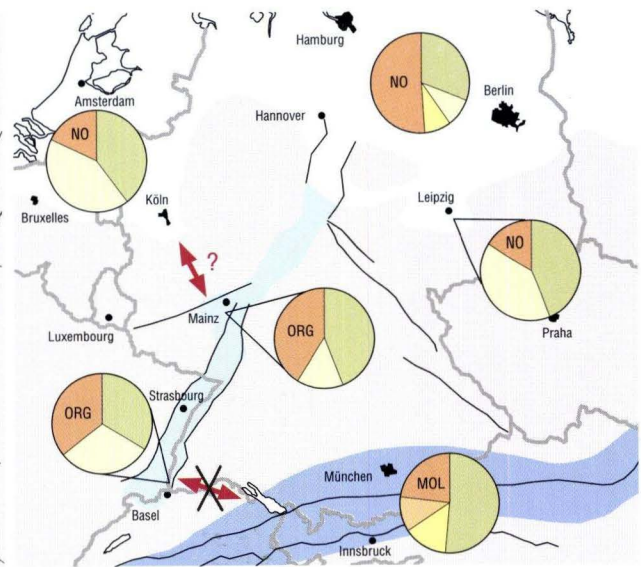 Hamburg
NO
Berlin
Amsterdam
Hannover
NO
Köln
Leipzig
Bruxelles
?
NO
Mainz
ORG
Luxembourg
Praha
Strasbourg
ORG
München
MOL
Basel
Innsbruck